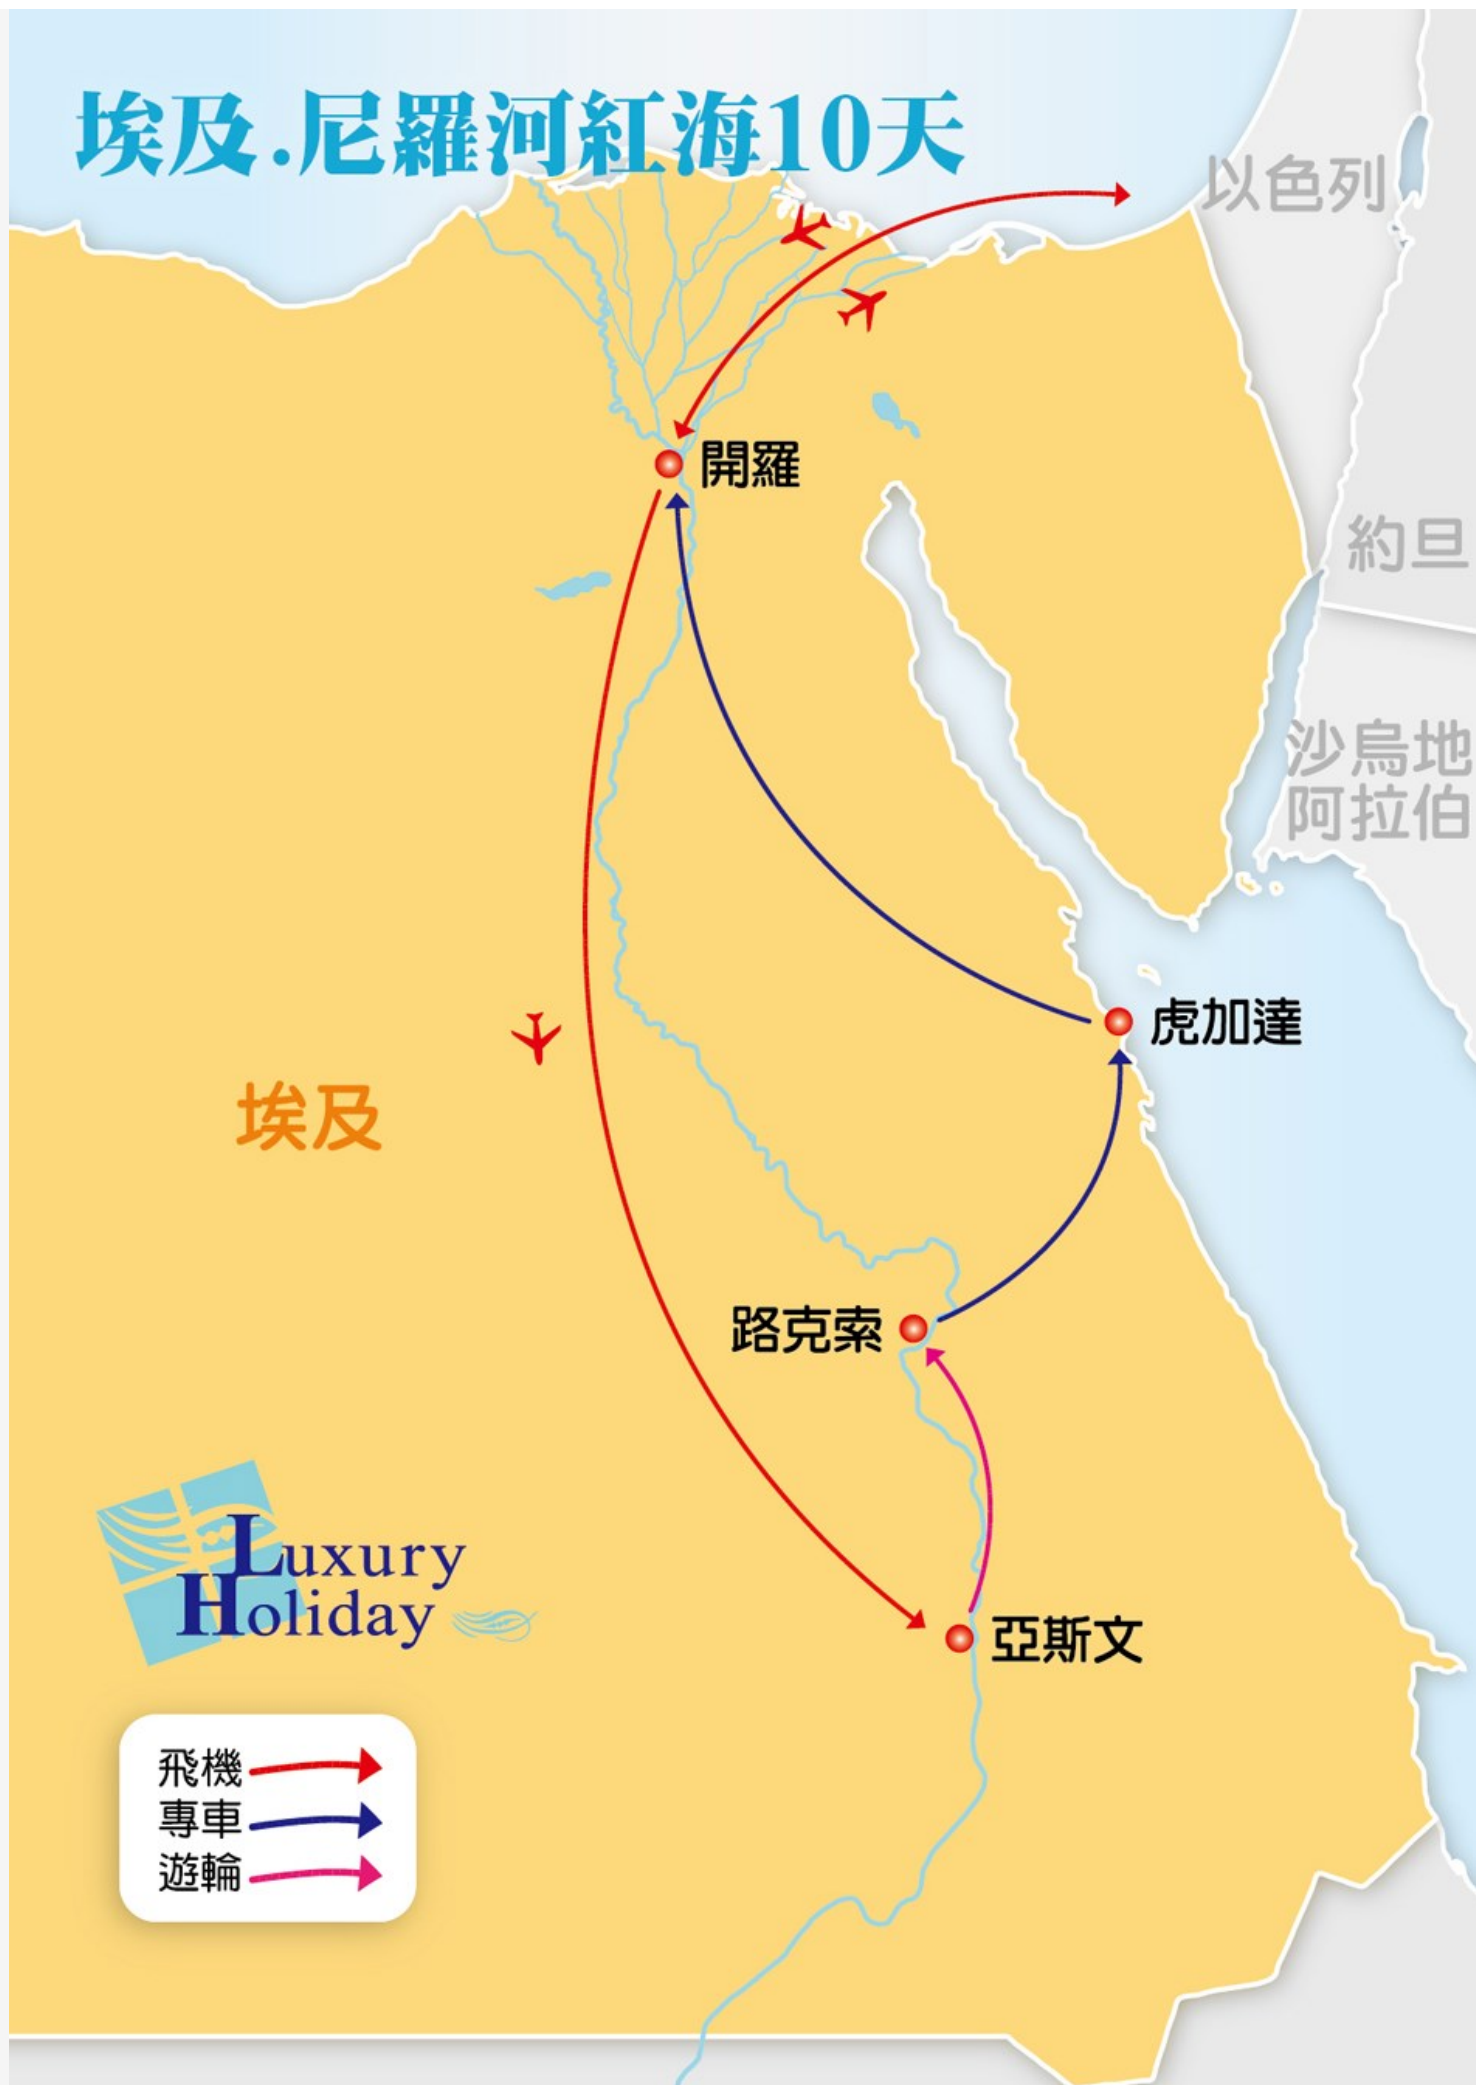 埃及.尼羅河紅海10天
以色列
開羅
約旦
沙烏地
阿拉伯
虎加達
埃及
路克索
Luxury
Holiday
亞斯文
飛機
專車
遊輪